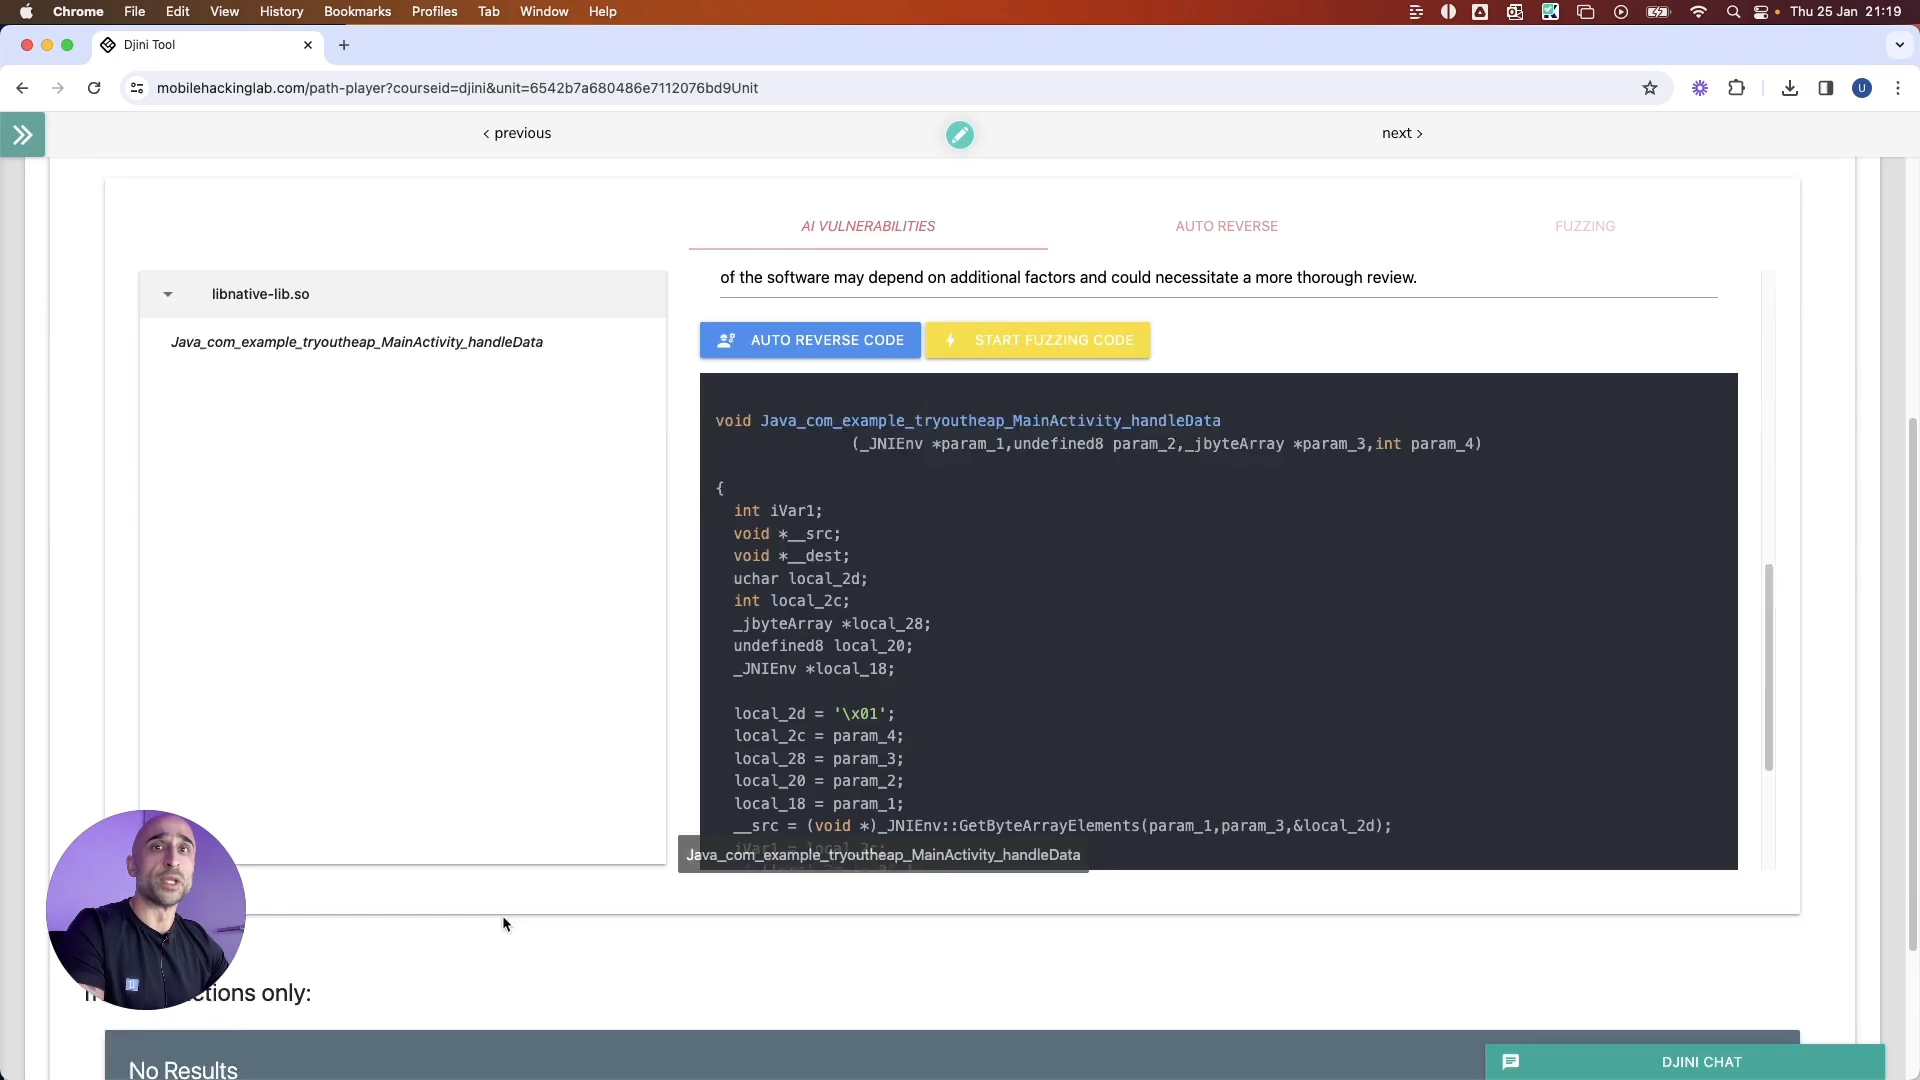 Chrome File Edit View History Bookmarks Profiles Tab Window Help
Thu 25 Jan 21:19
Djini Tool
mobilehackinglab.com/path-player?courseid=djini&unit=6542b7a680486e7112076bd9Unit
U
< previous
next >
AI VULNERABILITIES
AUTO REVERSE
FUZZING
of the software may depend on additional factors and could necessitate a more thorough review.
libnative-lib.so
Java_com_example_tryoutheap_MainActivity_handleData
AUTO REVERSE CODE
START FUZZING CODE
void Java_com_example_tryoutheap_MainActivity_handleData
(_JNIEnv *param_1,undefined8 param_2,_jbyteArray *param_3,int param_4)
{
int iVar1;
void *__src;
void *__dest;
uchar local_2d;
int local_2c;
_jbyteArray *local_28;
undefined8 local_20;
_JNIEnv *local_18;
local_2d = '\x01';
local_2c = param_4;
local_28 = param_3;
local_20 = param_2;
local_18 = param_1;
__src = (void *)_JNIEnv::GetByteArrayElements(param_1,param_3,&local_2d);
iVar1 = local_2c;
Java_com_example_tryoutheap_MainActivity_handleData
only:
No Results
DJINI CHAT